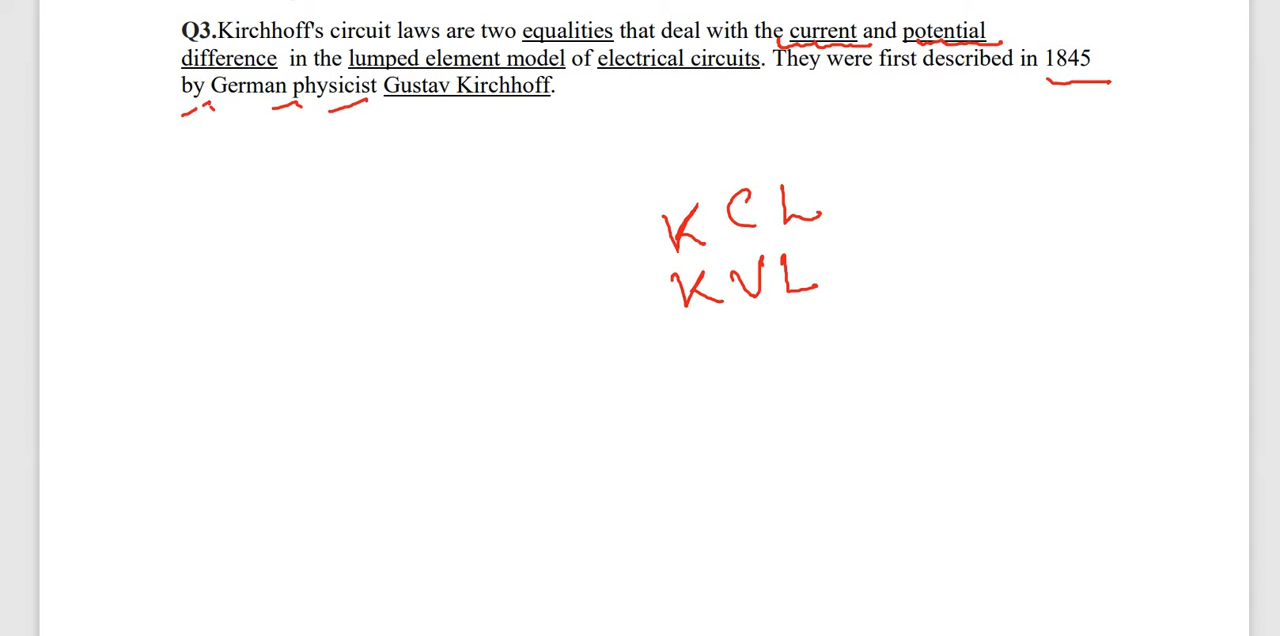 Q3.Kirchhoff's circuit laws are two equalities that deal with the current and potential
difference in the lumped element model of electrical circuits. They were first described in 1845
by German physicist Gustav Kirchhoff.
KCL
KVL